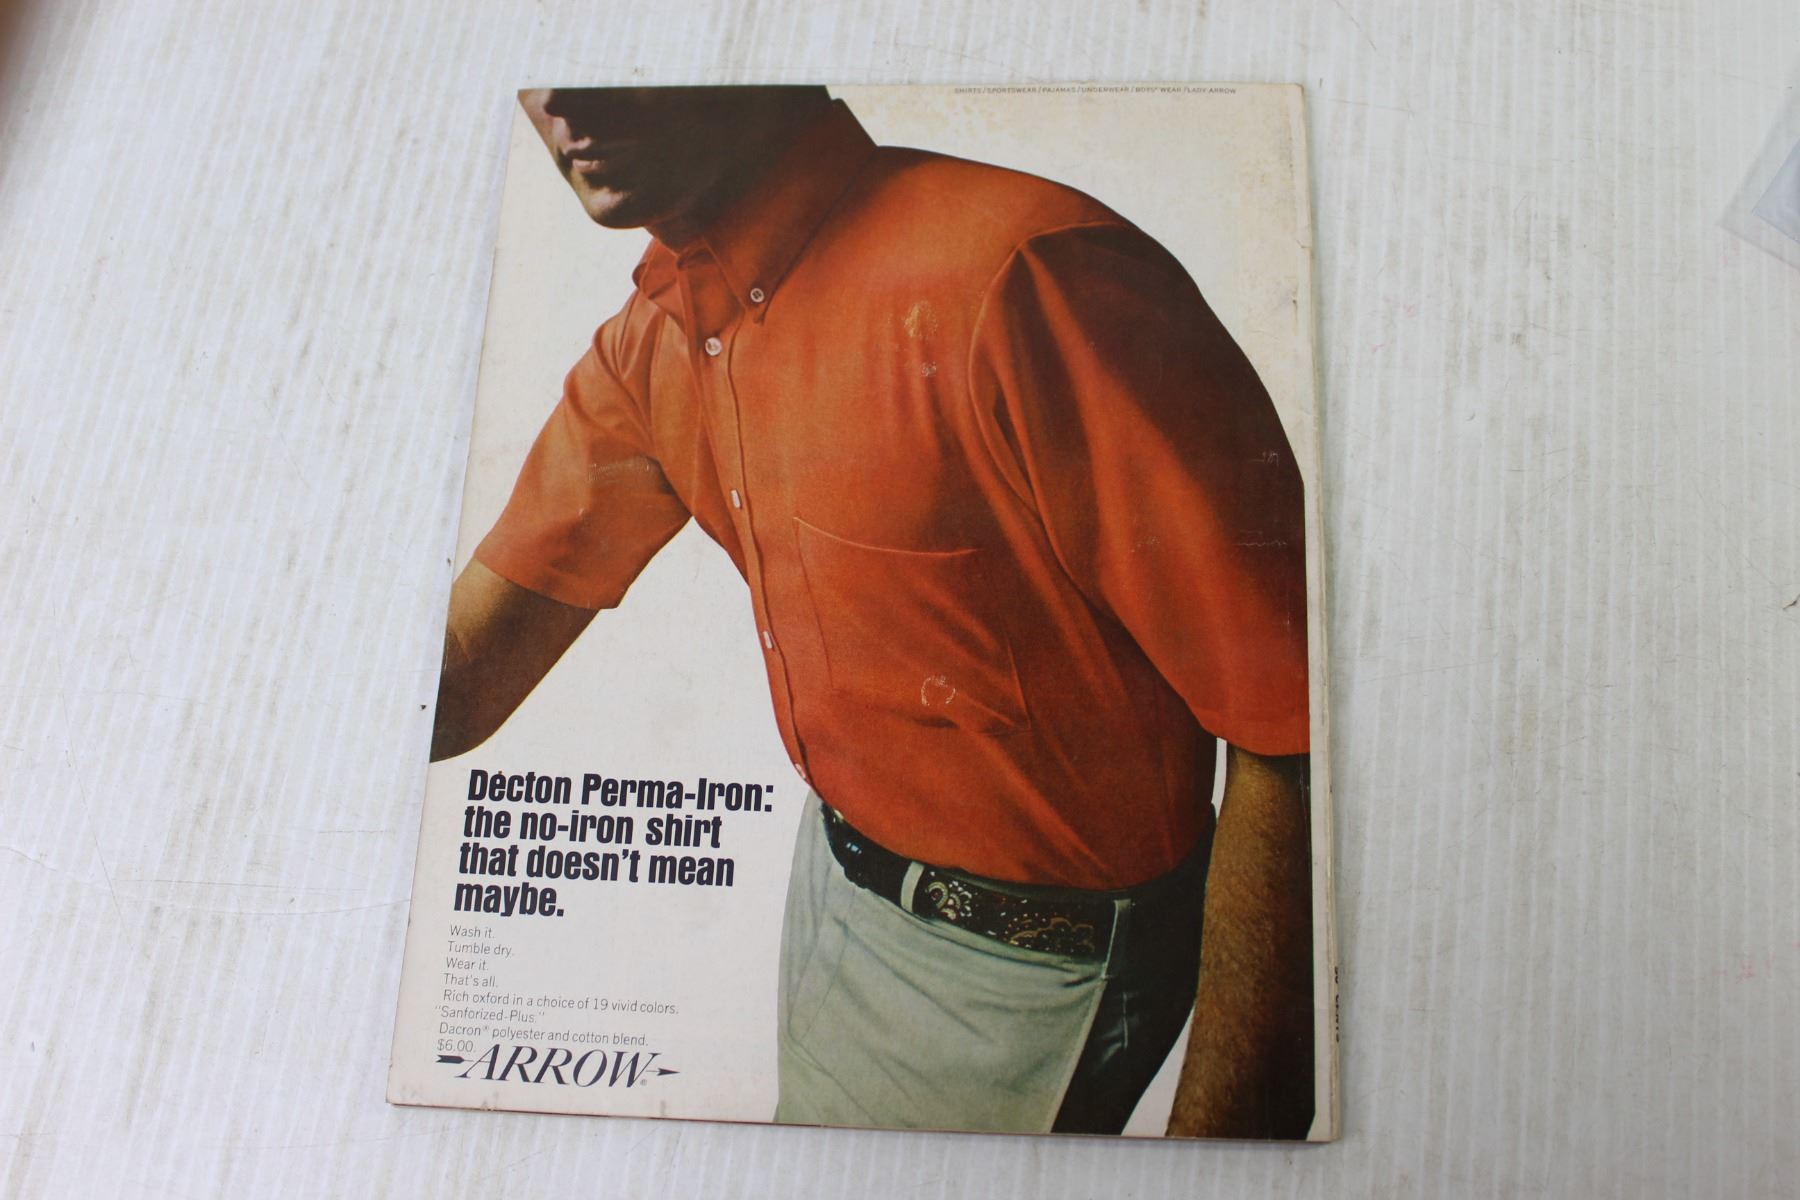 SHIRTS/SPORTSWEAR/PAJAMAS/UNDERWEAR/BOYS' WEAR/LADY ARROW
Decton Perma-Iron:
the no-iron shirt
that doesn't mean
maybe.
Wash it.
Tumble dry.
Wear it.
That's all.
Rich oxford in a choice of 19 vivid colors.
"Sanforized-Plus."
Dacron® polyester and cotton blend.
$6.00.
ARROW®